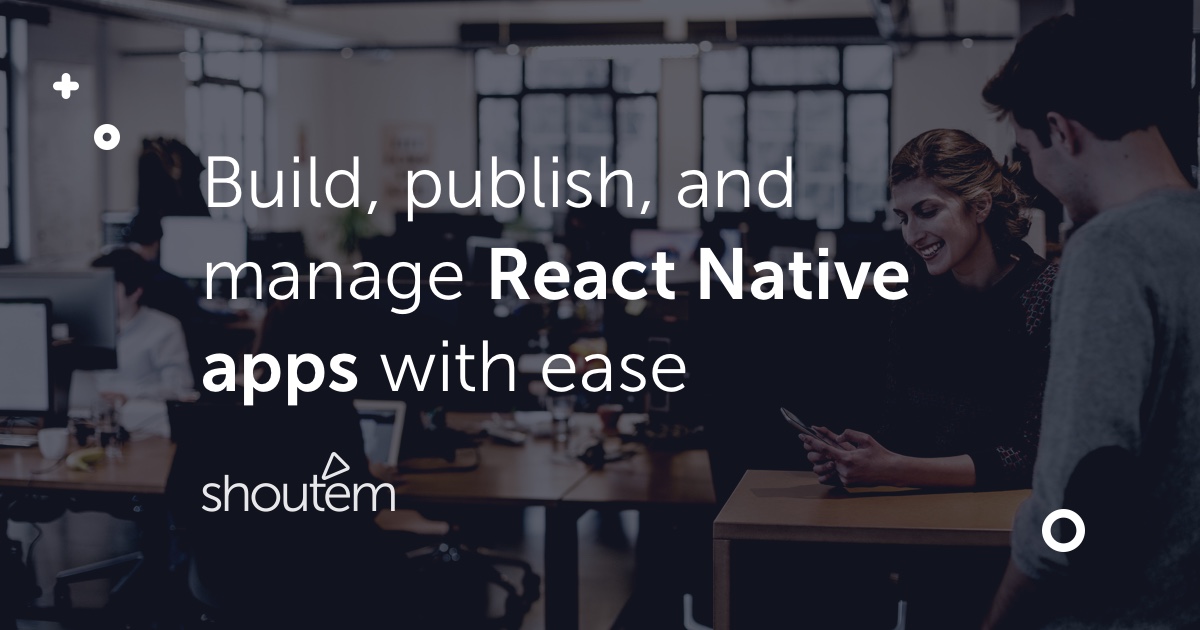 Build, publish, and
manage React Native
apps with ease
shoutem